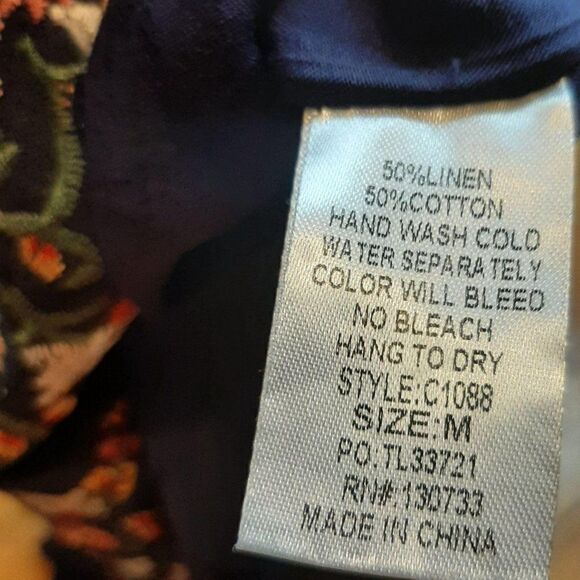 50%LINEN
50%COTTON
HAND WASH COLD
WATER SEPARATELY
COLOR WILL BLEED
NO BLEACH
HANG TO DRY
STYLE:C1088
SIZE:M
PO.TL33721
RN#:130733
MADE IN CHINA